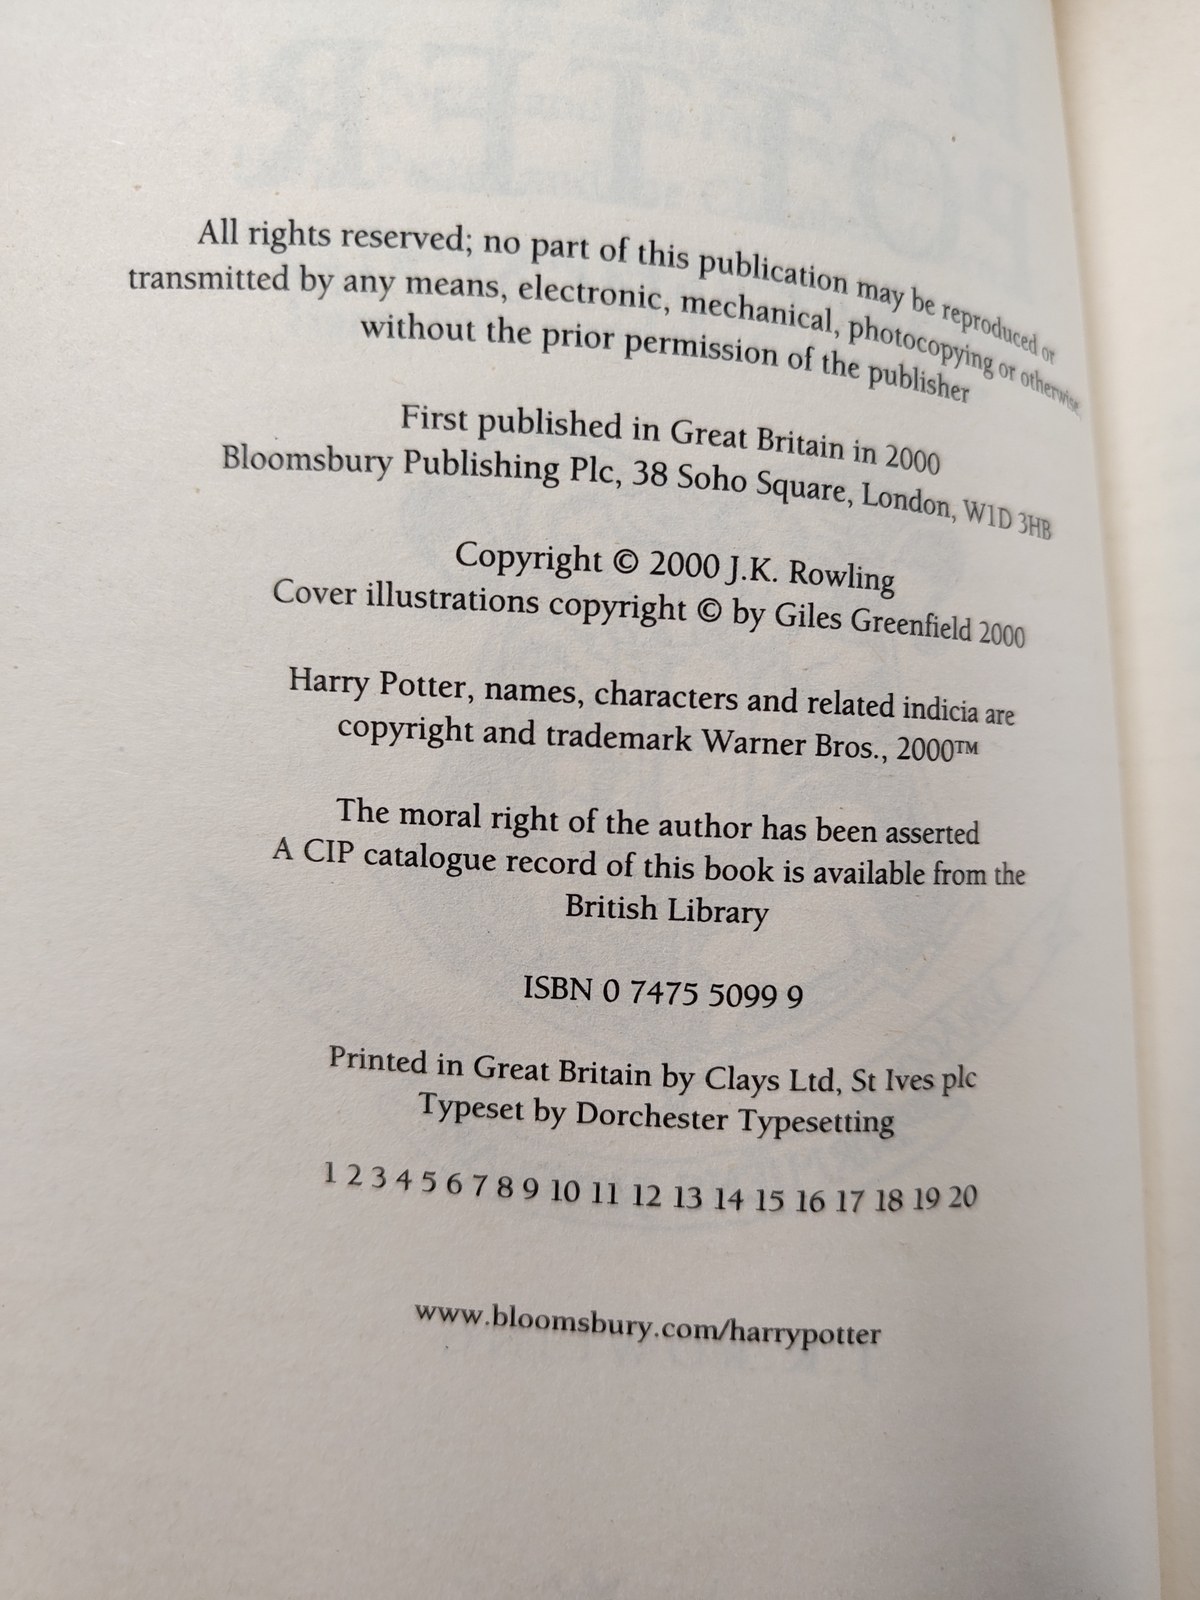 All rights reserved; no part of this publication may be reproduced or
transmitted by any means, electronic, mechanical, photocopying or otherwise,
without the prior permission of the publisher
First published in Great Britain in 2000
Bloomsbury Publishing Plc, 38 Soho Square, London, W1D 3HB
Copyright © 2000 J.K. Rowling
Cover illustrations copyright © by Giles Greenfield 2000
Harry Potter, names, characters and related indicia are
copyright and trademark Warner Bros., 2000™
The moral right of the author has been asserted
A CIP catalogue record of this book is available from the
British Library
ISBN 0 7475 5099 9
Printed in Great Britain by Clays Ltd, St Ives plc
Typeset by Dorchester Typesetting
1 2 3 4 5 6 7 8 9 10 11 12 13 14 15 16 17 18 19 20
www.bloomsbury.com/harrypotter